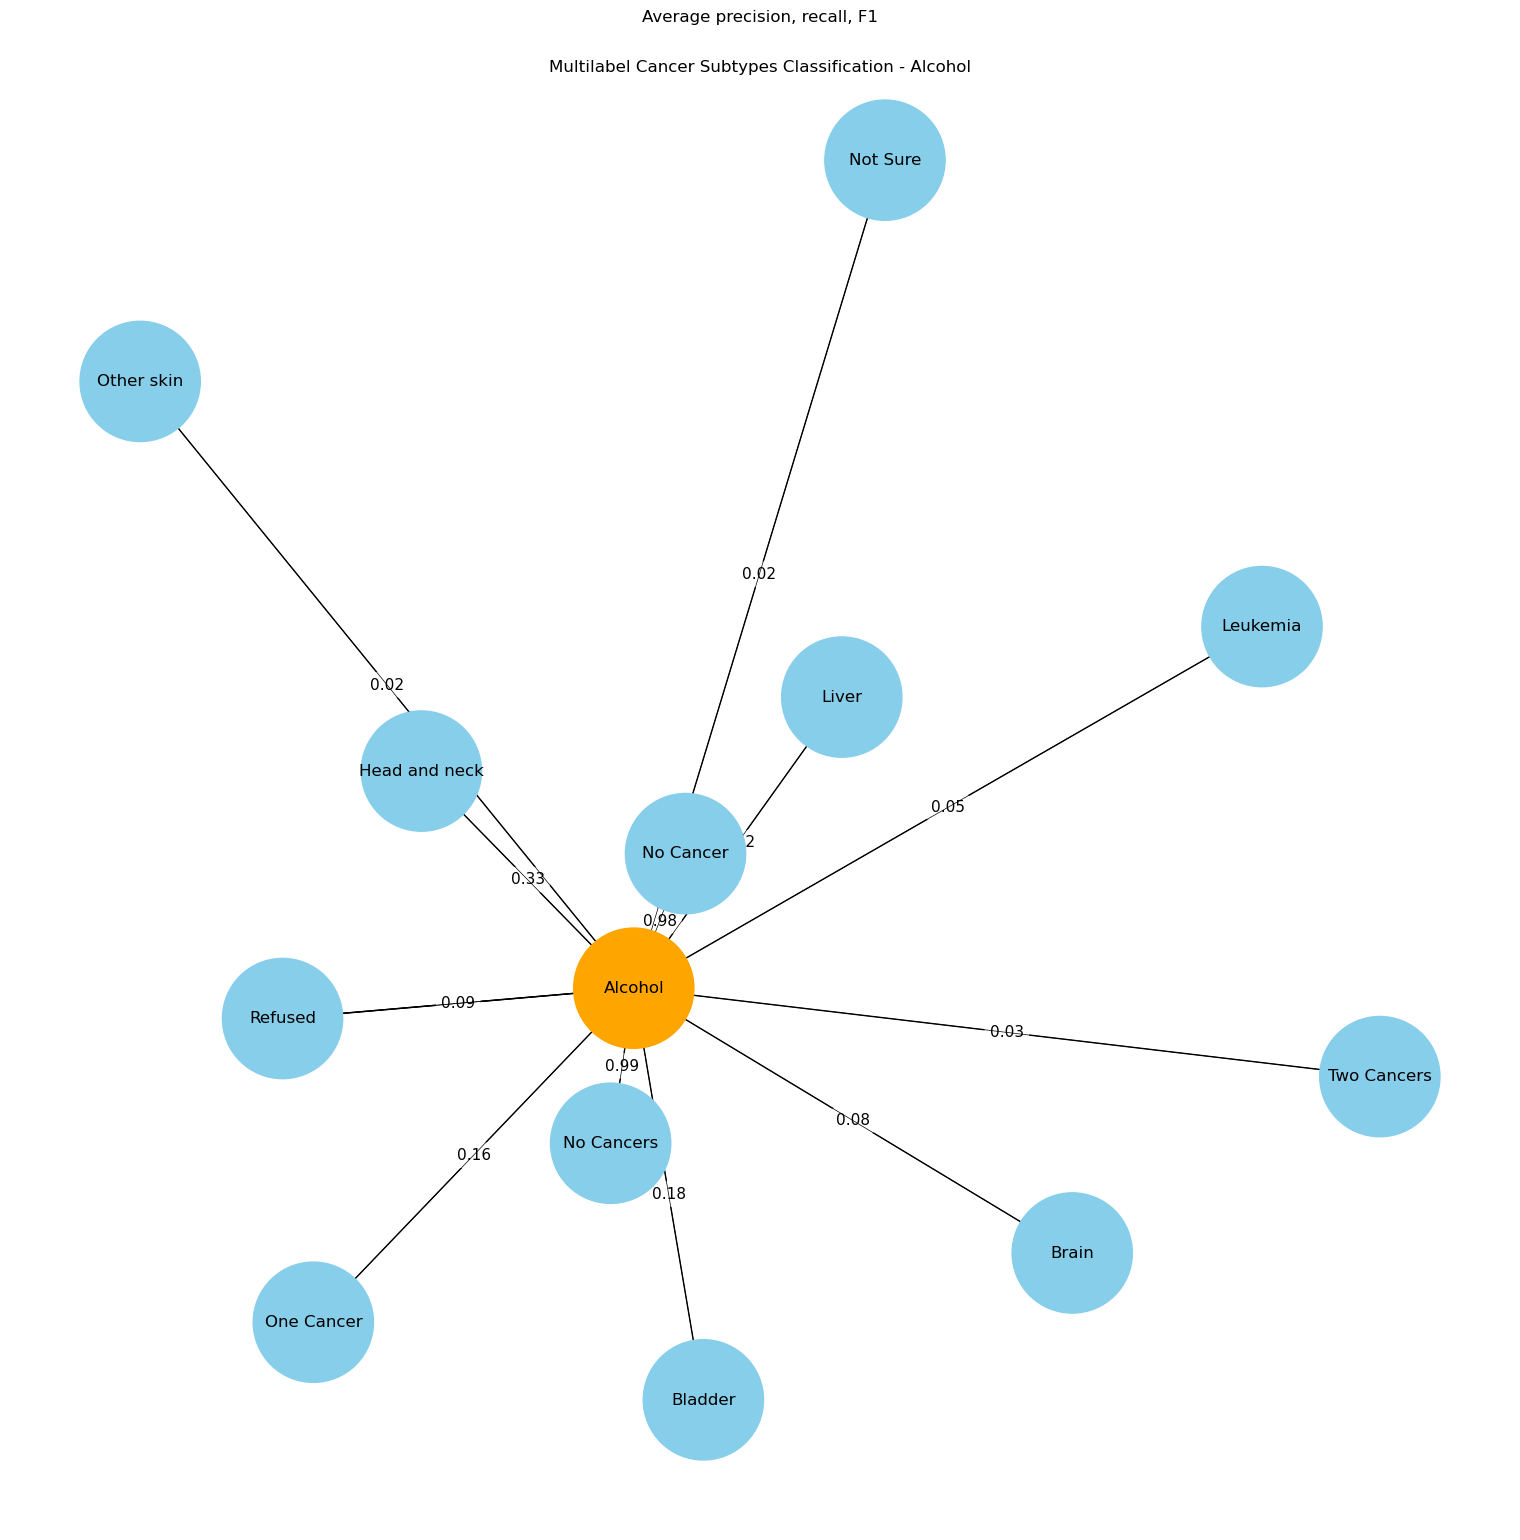 Average precision, recall, F1
Multilabel Cancer Subtypes Classification - Alcohol
Not Sure
Other skin
0.02
Leukemia
0.02
Liver
Head and neck
0.05
2
No Cancer
0.33
0.98
Alcohol
0.09
Refused
0.03
0.99
Two Cancers
0.08
No Cancers
0.16
0.18
Brain
One Cancer
Bladder